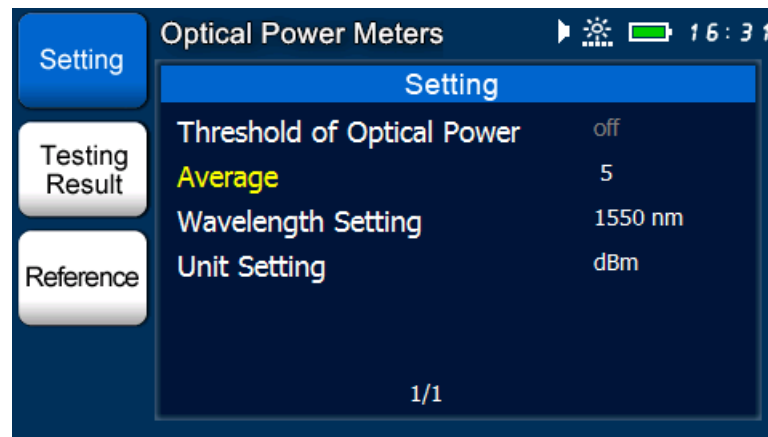 Setting
Testing
Result
Reference
Optical Power Meters
16:31
Setting
Threshold of Optical Power off
Average 5
Wavelength Setting 1550 nm
Unit Setting dBm
1/1